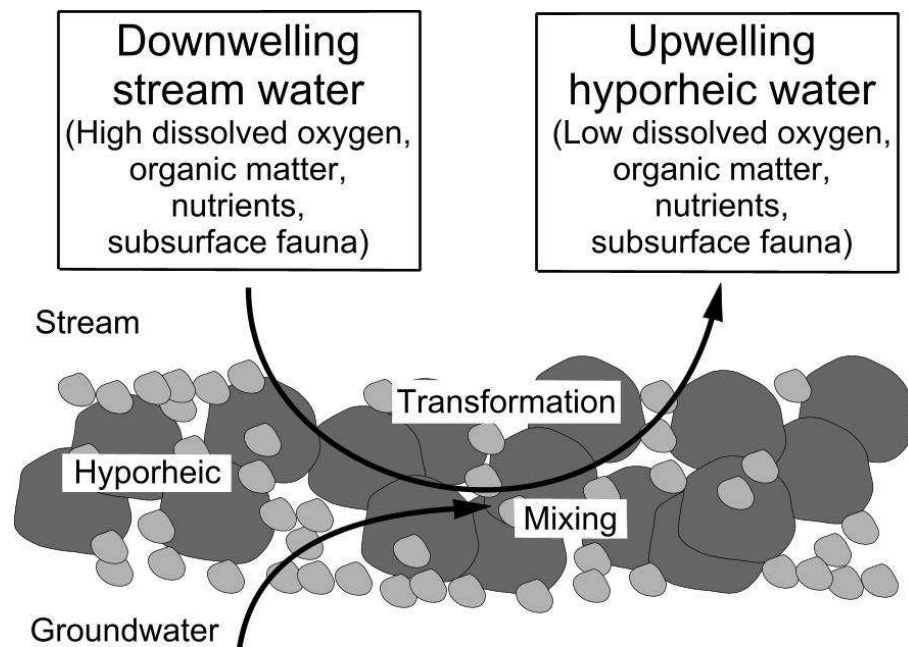 Downwelling
stream water
(High dissolved oxygen,
organic matter,
nutrients,
subsurface fauna)
Upwelling
hyporheic water
(Low dissolved oxygen,
organic matter,
nutrients,
subsurface fauna)
Stream
Transformation
Hyporheic
Mixing
Groundwater